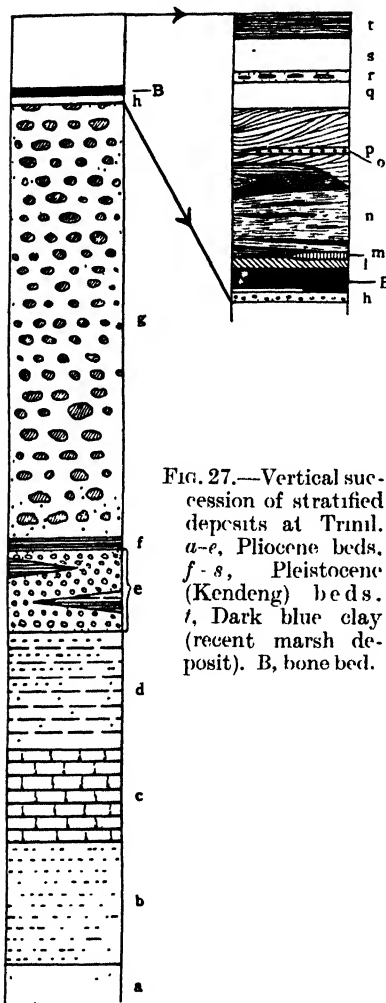 t
s
r
q
B
h
p
o
g
n
m
l
B
h
f
e
d
c
b
a
FIG. 27.—Vertical suc-
cession of stratified
deposits at Trinil.
a-e, Pliocene beds.
f-s, Pleistocene
(Kendeng) beds.
t, Dark blue clay
(recent marsh de-
posit). B, bone bed.